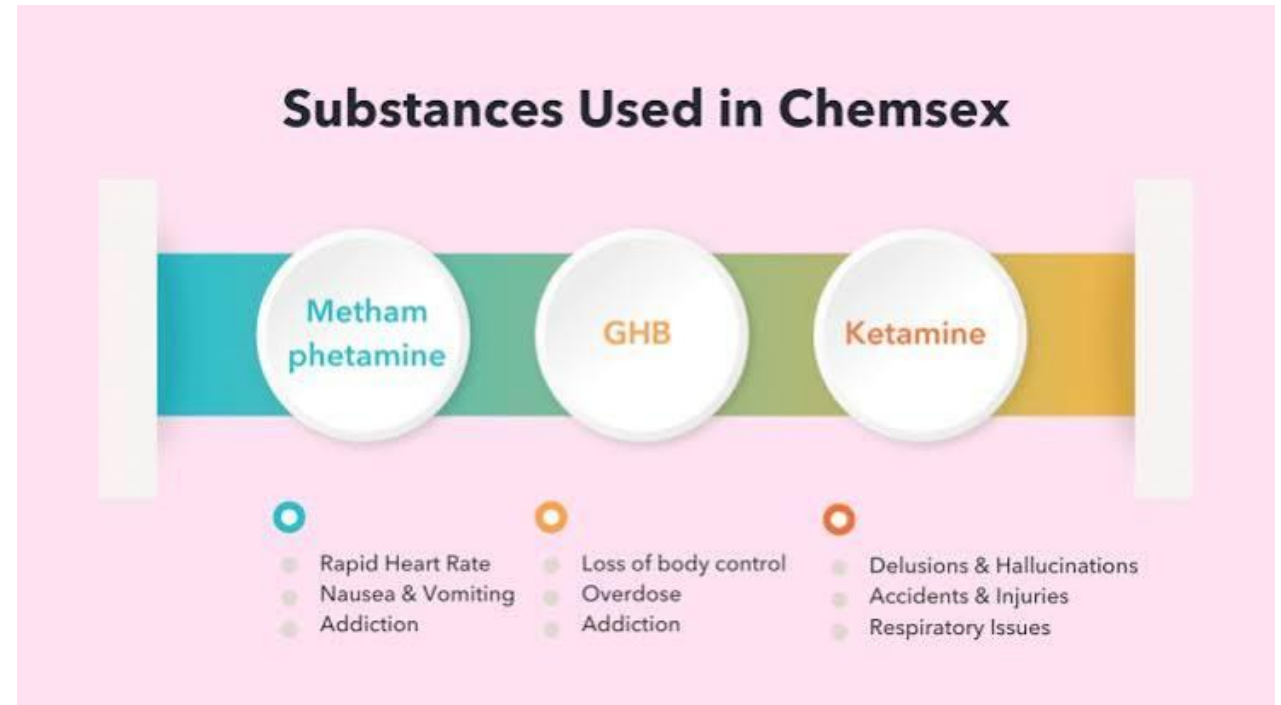 Substances Used in Chemsex
Metham
phetamine
GHB
Ketamine
Rapid Heart Rate
Nausea & Vomiting
Addiction
Loss of body control
Overdose
Addiction
Delusions & Hallucinations
Accidents & Injuries
Respiratory Issues